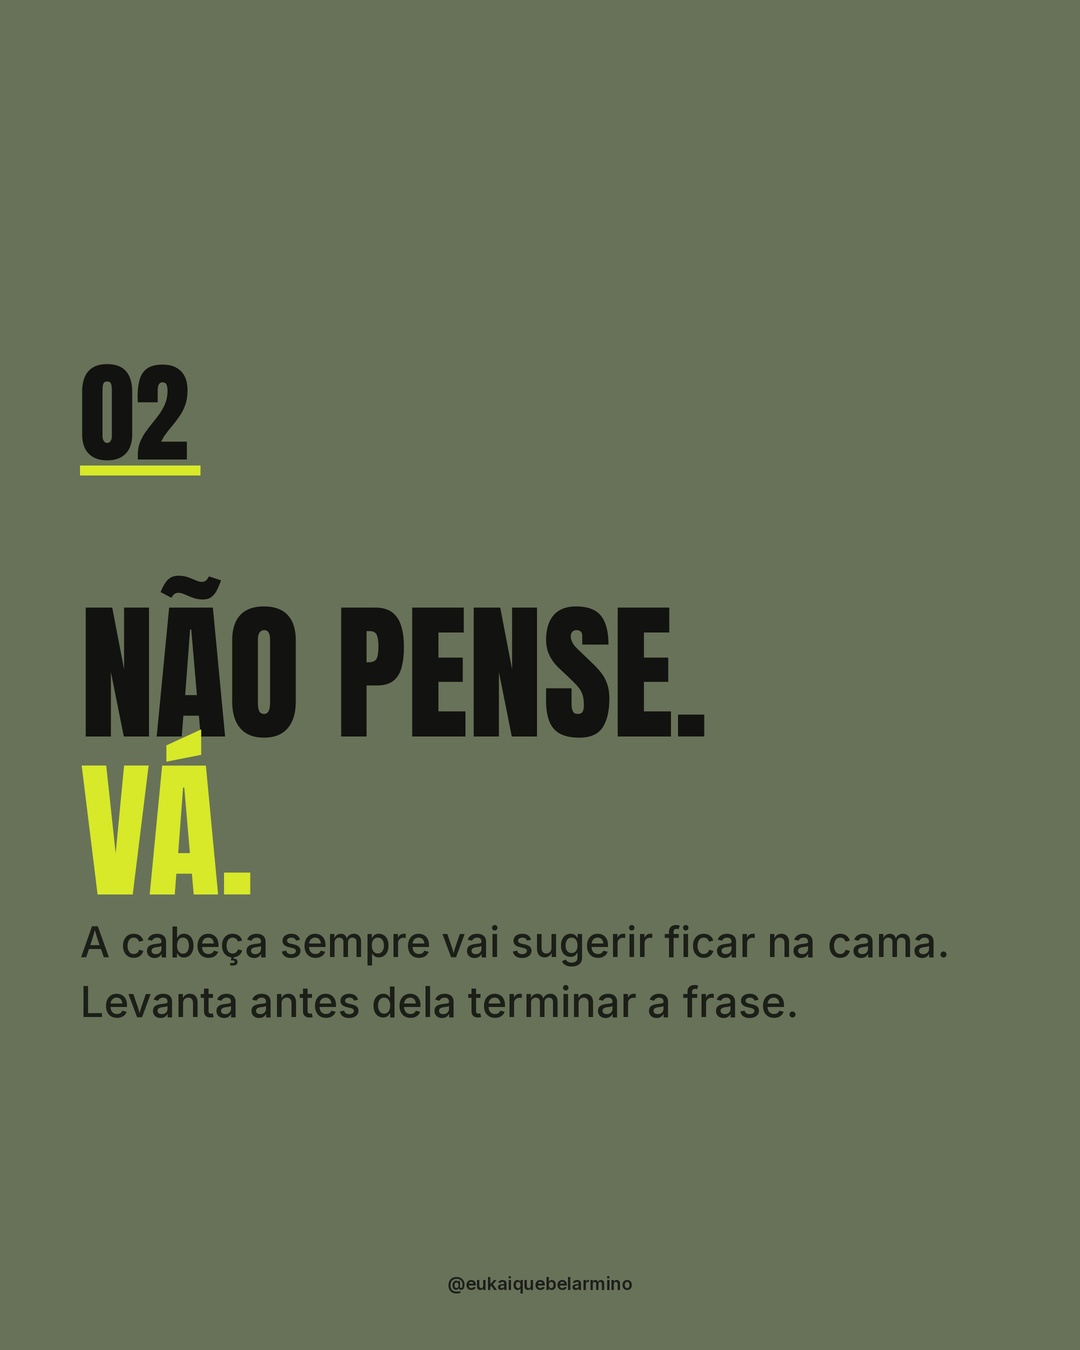 02
NÃO PENSE.
VÁ.
A cabeça sempre vai sugerir ficar na cama.
Levanta antes dela terminar a frase.
@eukaiquebelarmino